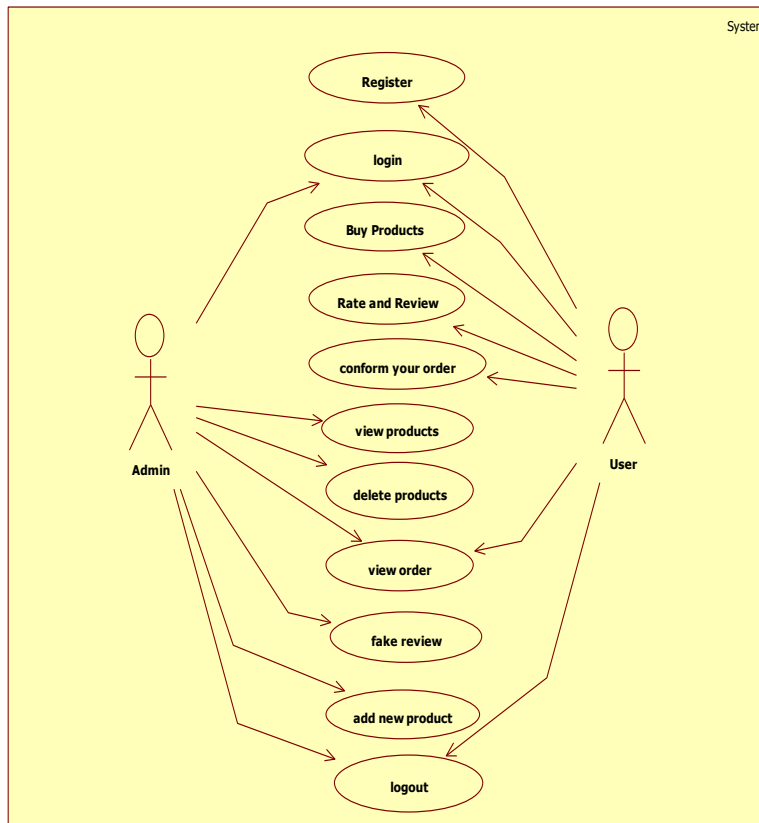 System
Register
login
Buy Products
Rate and Review
conform your order
view products
Admin
User
delete products
view order
fake review
add new product
logout